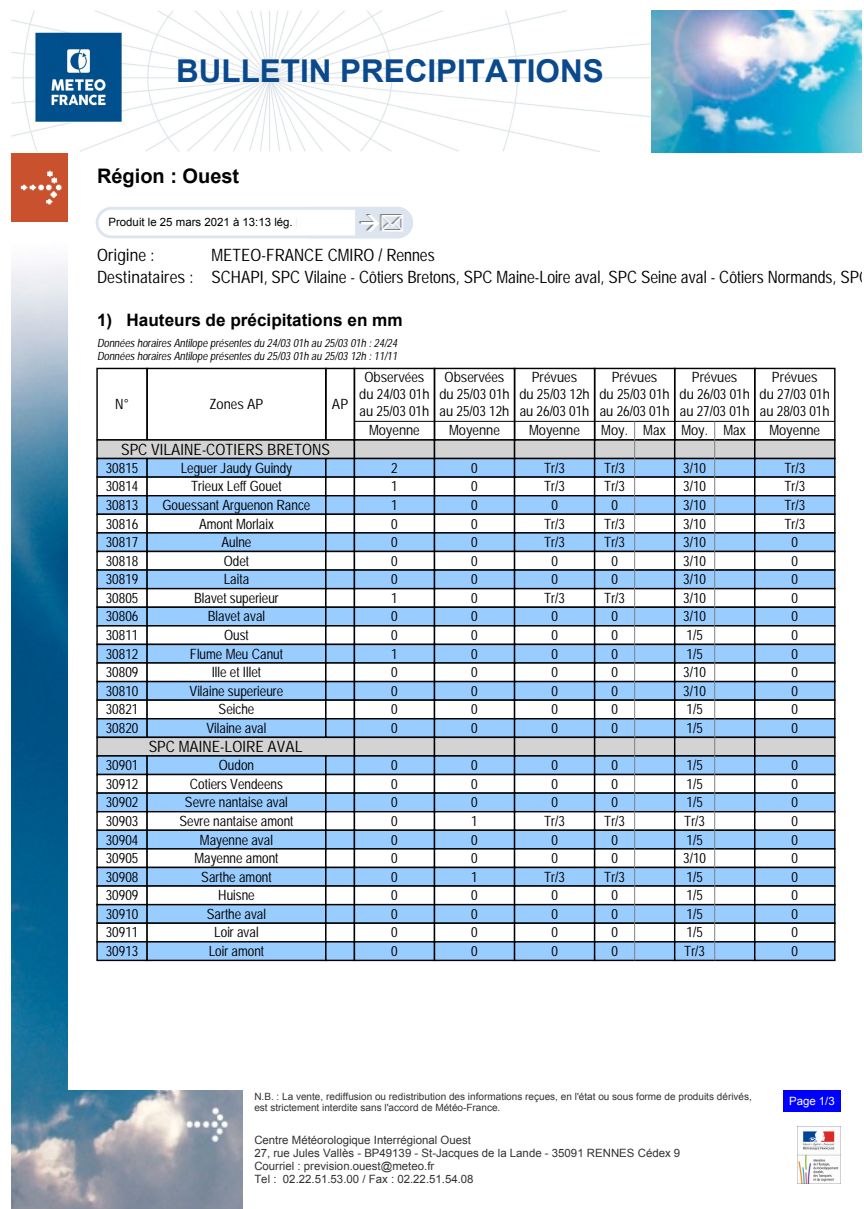 METEO
FRANCE
BULLETIN PRECIPITATIONS
Région : Ouest
Produit le 25 mars 2021 à 13:13 lég.
Origine : METEO-FRANCE CMIRO / Rennes
Destinataires : SCHAPI, SPC Vilaine - Côtiers Bretons, SPC Maine-Loire aval, SPC Seine aval - Côtiers Normands, SPC
1) Hauteurs de précipitations en mm
Données horaires Antilope présentes du 24/03 01h au 25/03 01h : 24/24
Données horaires Antilope présentes du 25/03 01h au 25/03 12h : 11/11
N° Zones AP AP Observées du 24/03 01h au 25/03 01h Observées du 25/03 01h au 25/03 12h Prévues du 25/03 12h au 26/03 01h Prévues du 25/03 01h au 26/03 01h Prévues du 26/03 01h au 27/03 01h Prévues du 27/03 01h au 28/03 01h
Moyenne Moyenne Moyenne Moy. Max Moy. Max Moyenne
SPC VILAINE-COTIERS BRETONS
30815 Leguer Jaudy Guindy 2 0 Tr/3 Tr/3 3/10 Tr/3
30814 Trieux Leff Gouet 1 0 Tr/3 Tr/3 3/10 Tr/3
30813 Gouessant Arguenon Rance 1 0 0 0 3/10 Tr/3
30816 Amont Morlaix 0 0 Tr/3 Tr/3 3/10 Tr/3
30817 Aulne 0 0 Tr/3 Tr/3 3/10 0
30818 Odet 0 0 0 0 3/10 0
30819 Laita 0 0 0 0 3/10 0
30805 Blavet superieur 1 0 Tr/3 Tr/3 3/10 0
30806 Blavet aval 0 0 0 0 3/10 0
30811 Oust 0 0 0 0 1/5 0
30812 Flume Meu Canut 1 0 0 0 1/5 0
30809 Ille et Illet 0 0 0 0 3/10 0
30810 Vilaine superieure 0 0 0 0 3/10 0
30821 Seiche 0 0 0 0 1/5 0
30820 Vilaine aval 0 0 0 0 1/5 0
SPC MAINE-LOIRE AVAL
30901 Oudon 0 0 0 0 1/5 0
30912 Cotiers Vendeens 0 0 0 0 1/5 0
30902 Sevre nantaise aval 0 0 0 0 1/5 0
30903 Sevre nantaise amont 0 1 Tr/3 Tr/3 Tr/3 0
30904 Mayenne aval 0 0 0 0 1/5 0
30905 Mayenne amont 0 0 0 0 3/10 0
30908 Sarthe amont 0 1 Tr/3 Tr/3 1/5 0
30909 Huisne 0 0 0 0 1/5 0
30910 Sarthe aval 0 0 0 0 1/5 0
30911 Loir aval 0 0 0 0 1/5 0
30913 Loir amont 0 0 0 0 Tr/3 0
N.B. : La vente, rediffusion ou redistribution des informations reçues, en l'état ou sous forme de produits dérivés,
est strictement interdite sans l'accord de Météo-France.
Page 1/3
Centre Météorologique Interrégional Ouest
27, rue Jules Vallès - BP49139 - St-Jacques de la Lande - 35091 RENNES Cédex 9
Courriel : prevision.ouest@meteo.fr
Tel : 02.22.51.53.00 / Fax : 02.22.51.54.08